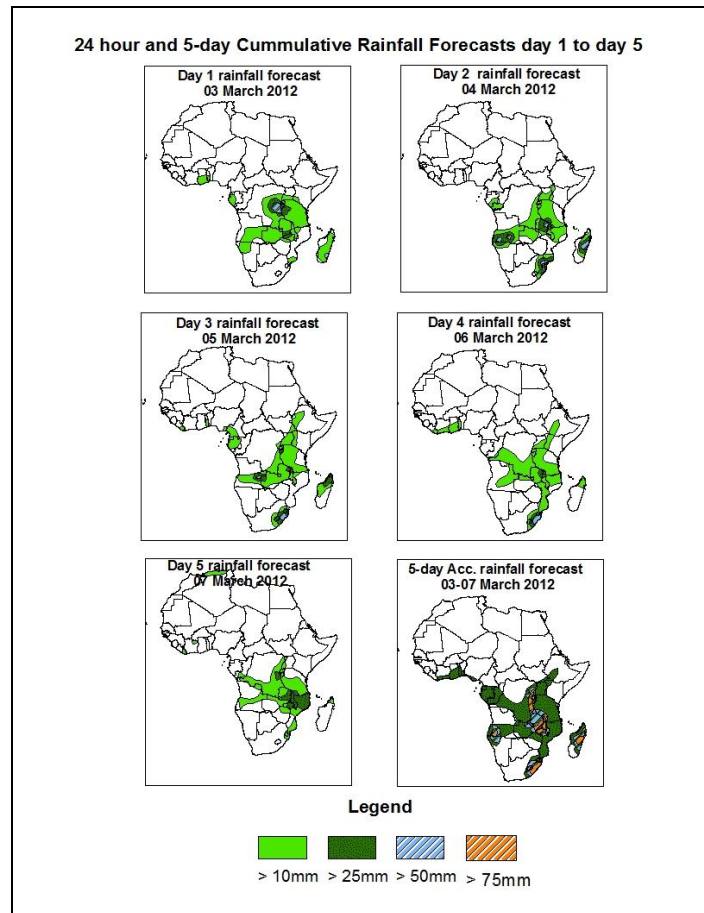 24 hour and 5-day Cummulative Rainfall Forecasts day 1 to day 5
Day 1 rainfall forecast
03 March 2012
Day 2 rainfall forecast
04 March 2012
Day 3 rainfall forecast
05 March 2012
Day 4 rainfall forecast
06 March 2012
Day 5 rainfall forecast
07 March 2012
5-day Acc. rainfall forecast
03-07 March 2012
Legend
> 10mm > 25mm > 50mm > 75mm